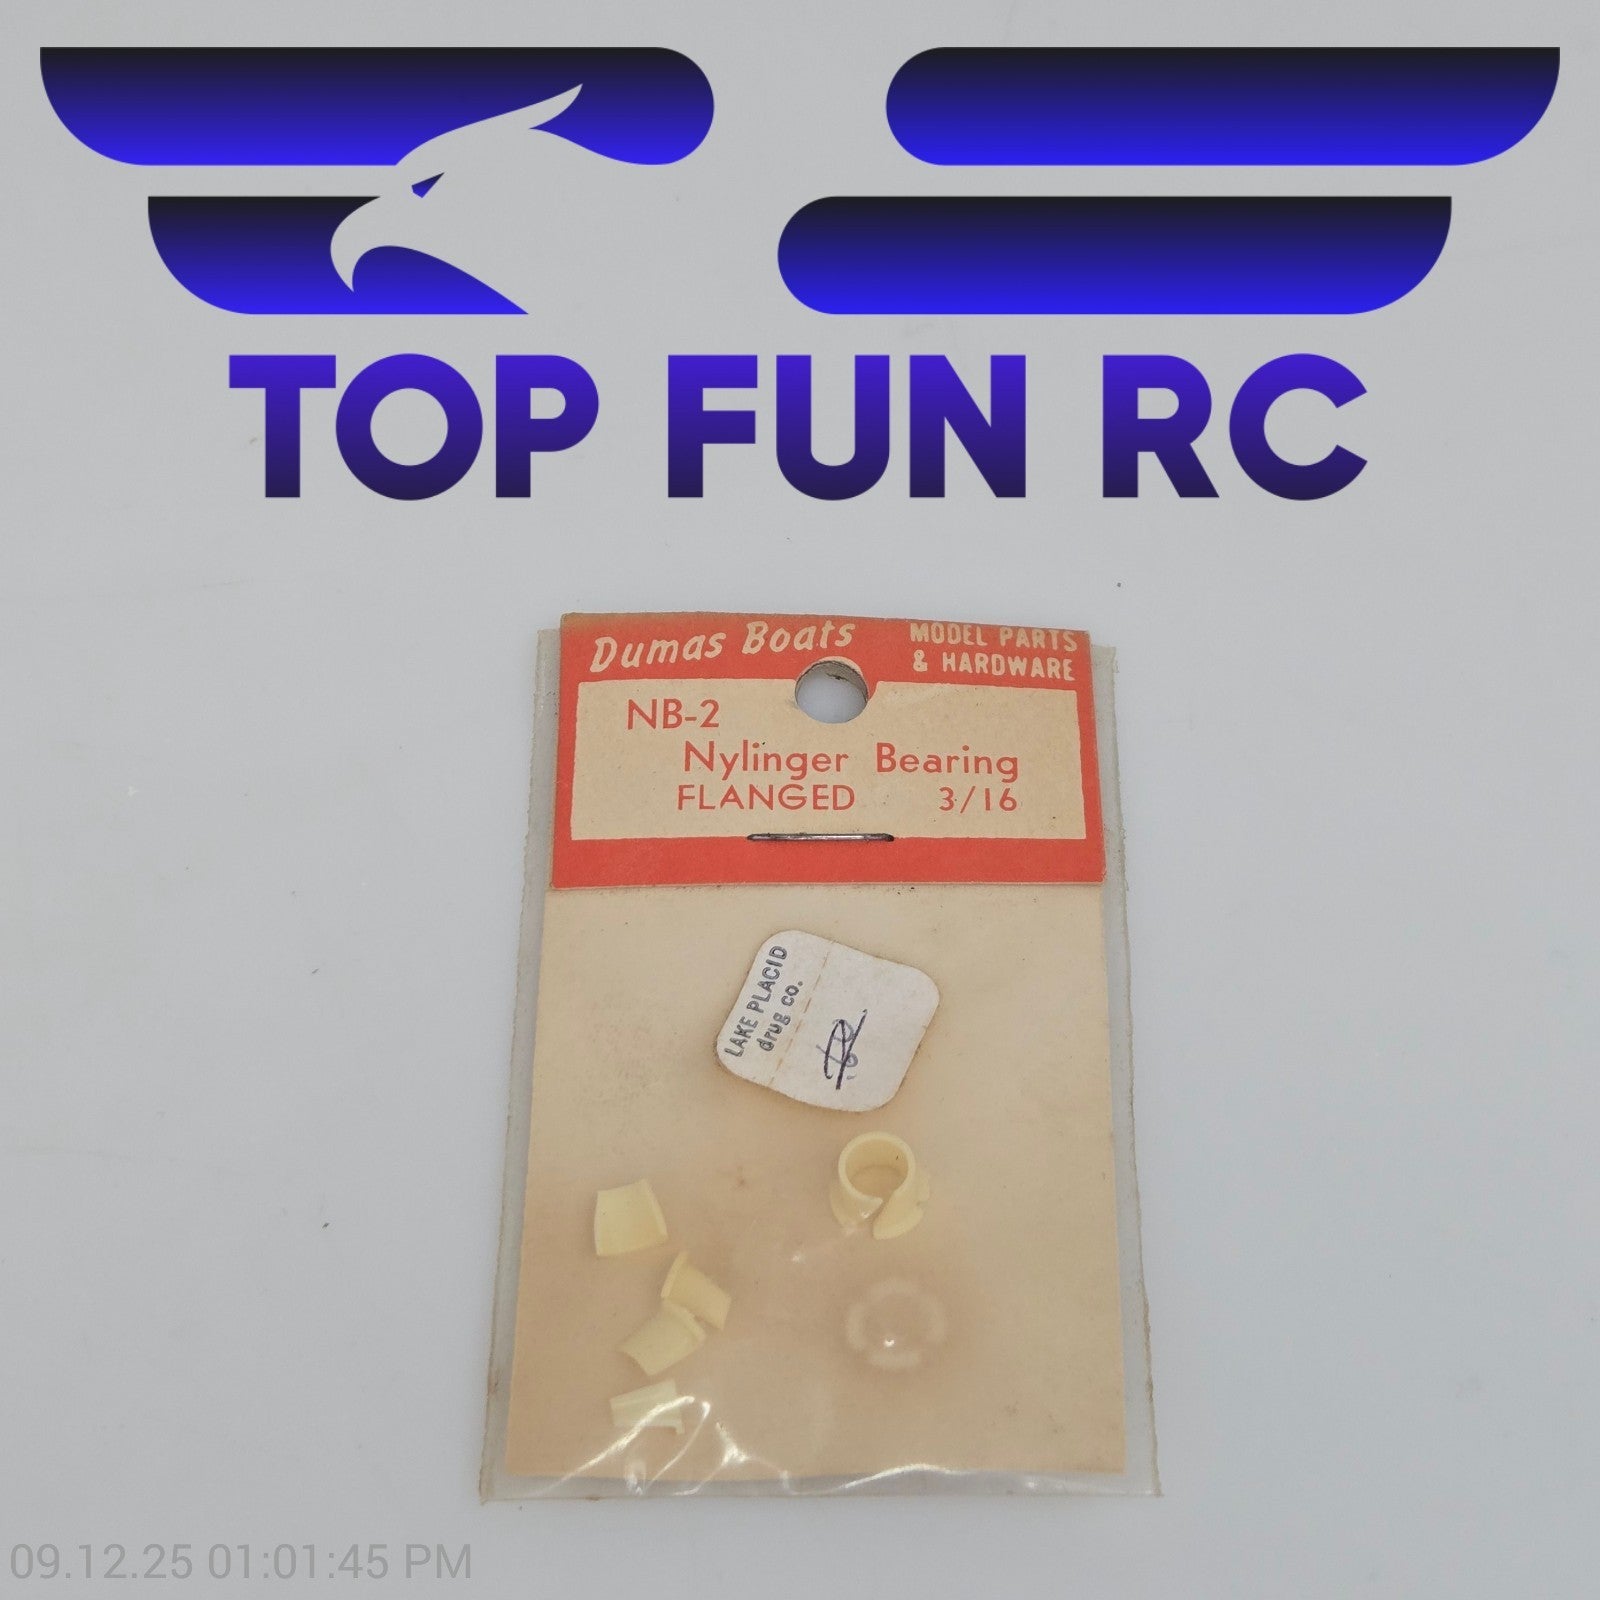 TOP FUN RC
Dumas Boats
MODEL PARTS
& HARDWARE
NB-2
Nylinger Bearing
FLANGED 3/16
LAKE PLACID
drug co.
09.12.25 01:01:45 PM